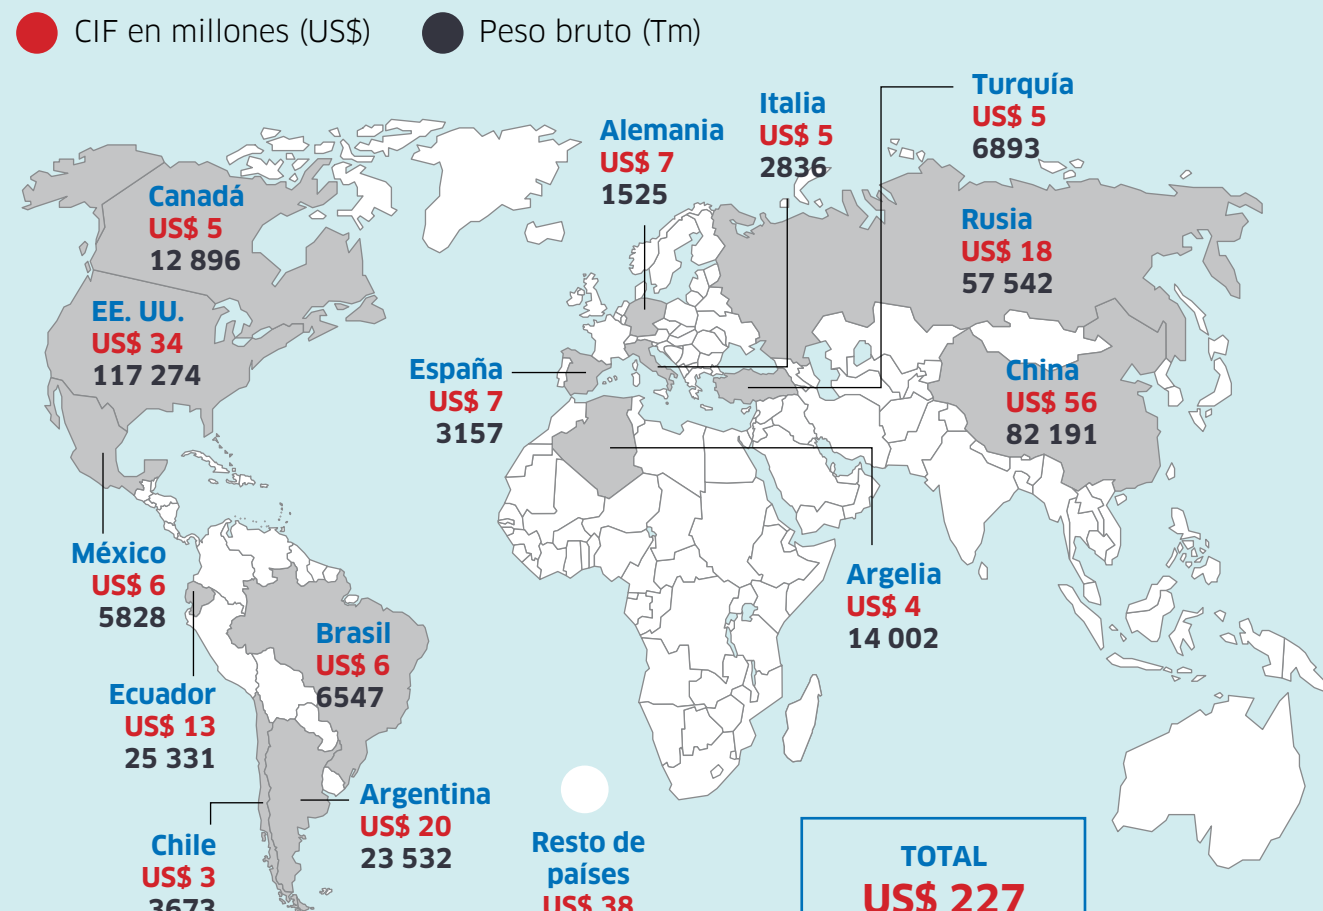 CIF en millones (US$)
Peso bruto (Tm)
Turquía
US$ 5
6893
Italia
US$ 5
2836
Alemania
US$ 7
1525
Canadá
US$ 5
12 896
Rusia
US$ 18
57 542
EE. UU.
US$ 34
117 274
España
US$ 7
3157
China
US$ 56
82 191
México
US$ 6
5828
Argelia
US$ 4
14 002
Brasil
US$ 6
6547
Ecuador
US$ 13
25 331
Argentina
US$ 20
23 532
Chile
US$ 3
3673
Resto de
países
US$ 38
TOTAL
US$ 227